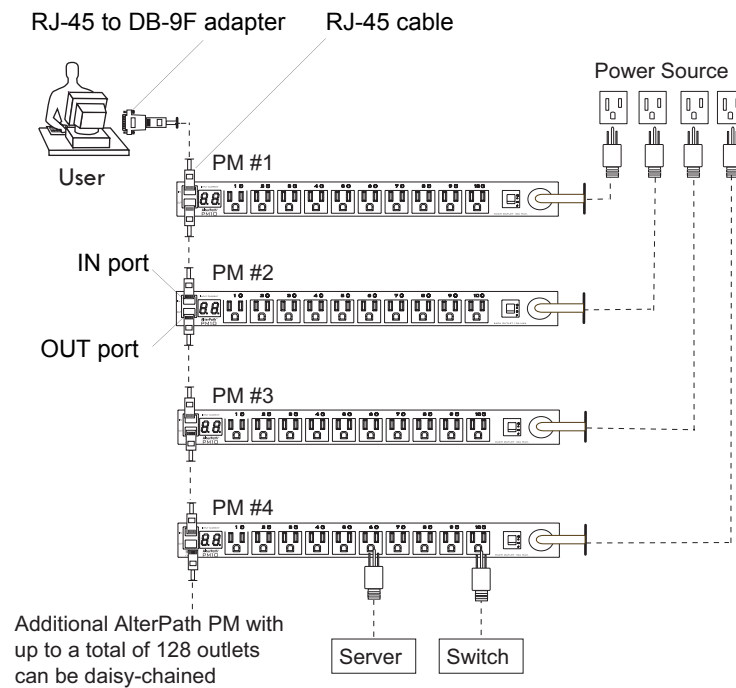 RJ-45 to DB-9F adapter
RJ-45 cable
Power Source
User
PM #1
IN port
PM #2
OUT port
PM #3
PM #4
Additional AlterPath PM with
up to a total of 128 outlets
can be daisy-chained
Server
Switch